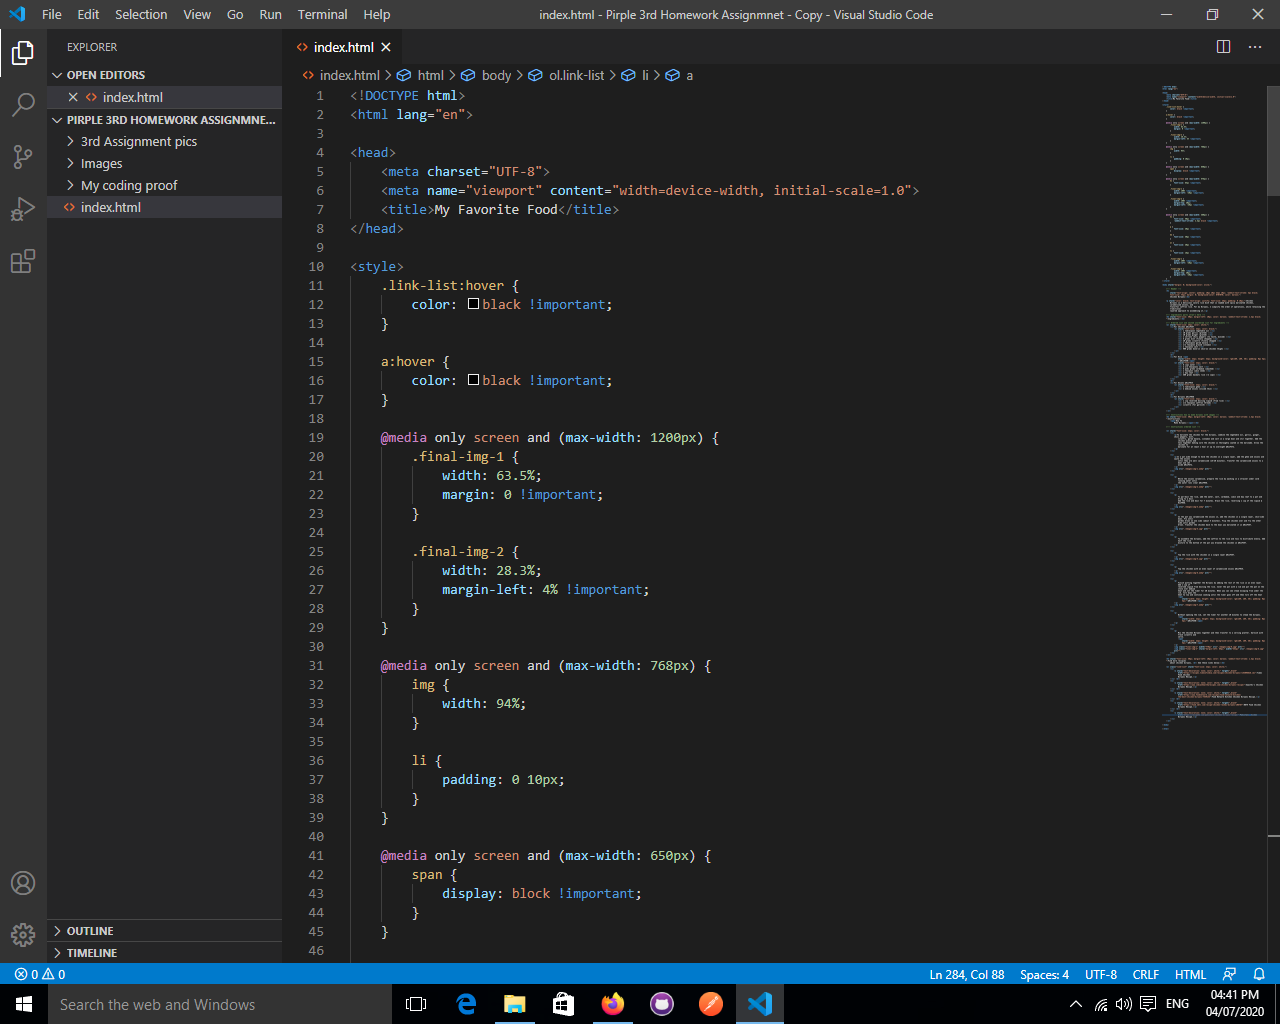 File Edit Selection View Go Run Terminal Help
index.html - Pirple 3rd Homework Assignmnet - Copy - Visual Studio Code
EXPLORER
OPEN EDITORS
index.html
PIRPLE 3RD HOMEWORK ASSIGNMNE...
3rd Assignment pics
Images
My coding proof
index.html
OUTLINE
TIMELINE
index.html
index.html > html > body > ol.link-list > li > a
1 <!DOCTYPE html>
2 <html lang="en">
3
4 <head>
5 <meta charset="UTF-8">
6 <meta name="viewport" content="width=device-width, initial-scale=1.0">
7 <title>My Favorite Food</title>
8 </head>
9
10 <style>
11 .link-list:hover {
12 color: black !important;
13 }
14
15 a:hover {
16 color: black !important;
17 }
18
19 @media only screen and (max-width: 1200px) {
20 .final-img-1 {
21 width: 63.5%;
22 margin: 0 !important;
23 }
24
25 .final-img-2 {
26 width: 28.3%;
27 margin-left: 4% !important;
28 }
29 }
30
31 @media only screen and (max-width: 768px) {
32 img {
33 width: 94%;
34 }
35
36 li {
37 padding: 0 10px;
38 }
39 }
40
41 @media only screen and (max-width: 650px) {
42 span {
43 display: block !important;
44 }
45 }
46
0 0
Ln 284, Col 88 Spaces: 4 UTF-8 CRLF HTML
Search the web and Windows
ENG
04:41 PM
04/07/2020